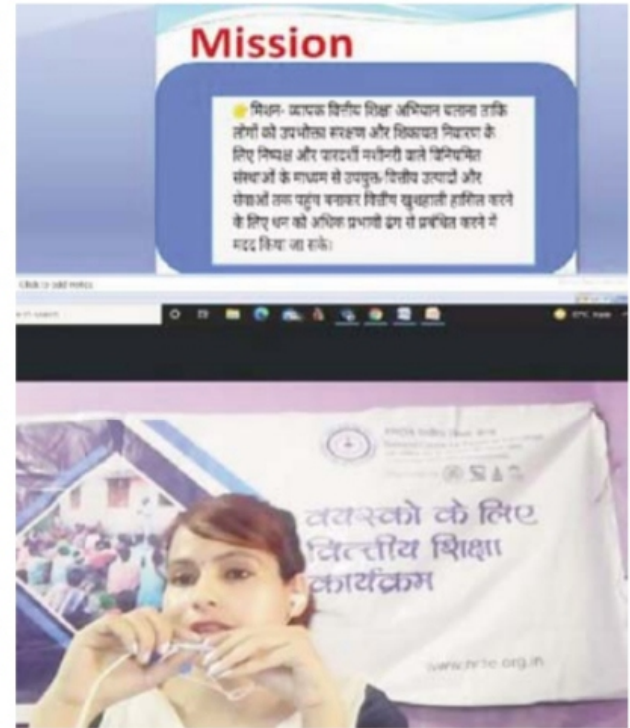 Mission
मिशन- व्यापक वित्तीय शिक्षा अभियान चलाना ताकि
लोगों को उपभोक्ता संरक्षण और शिकायत निवारण के
लिए निष्पक्ष और पारदर्शी मशीनरी वाले विनियमित
संस्थाओं के माध्यम से उपयुक्त वित्तीय उत्पादों और
सेवाओं तक पहुंच बनाकर वित्तीय खुशहाली हासिल करने
के लिए धन को अधिक प्रभावी ढंग से प्रबंधित करने में
मदद किया जा सके।
Click to add notes
वयस्को के लिए
वित्तीय शिक्षा
कार्यक्रम
www.ncfe.org.in